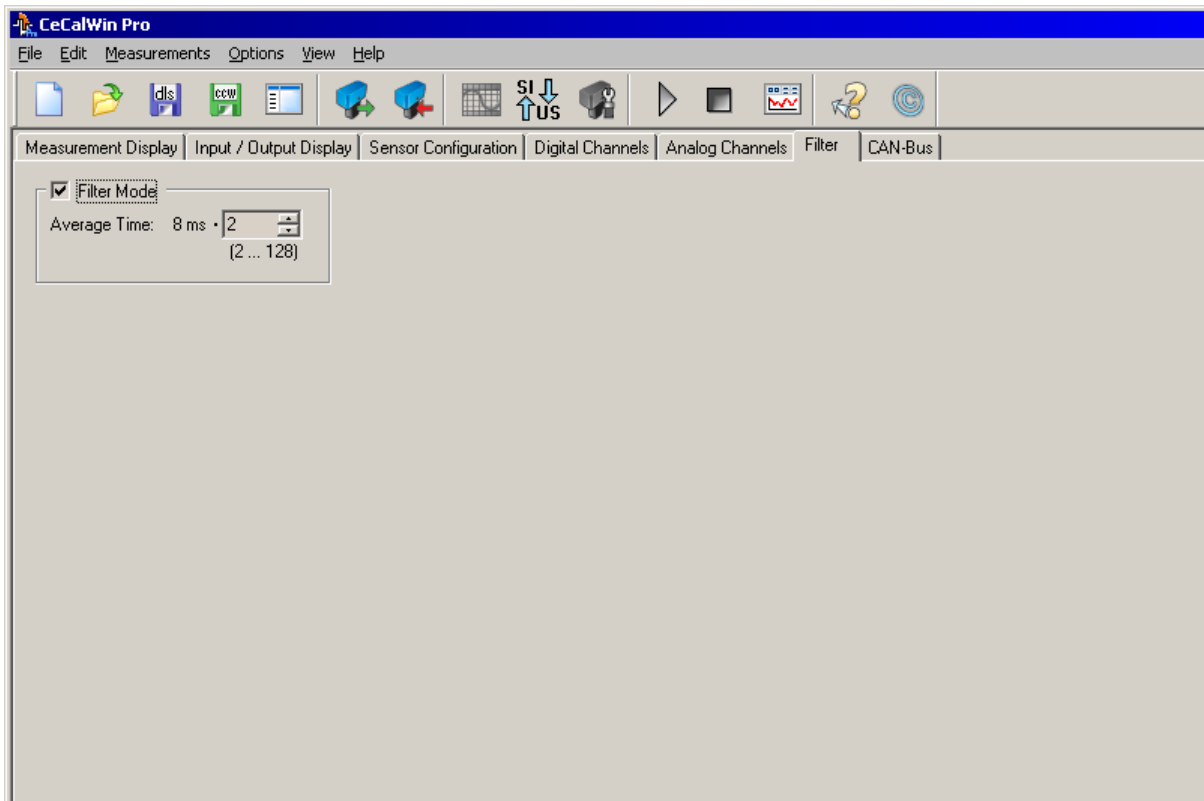 CeCalWin Pro
File Edit Measurements Options View Help
dls ccw SI US
Measurement Display Input / Output Display Sensor Configuration Digital Channels Analog Channels Filter CAN-Bus
Filter Mode
Average Time: 8 ms · 2
(2 ... 128)